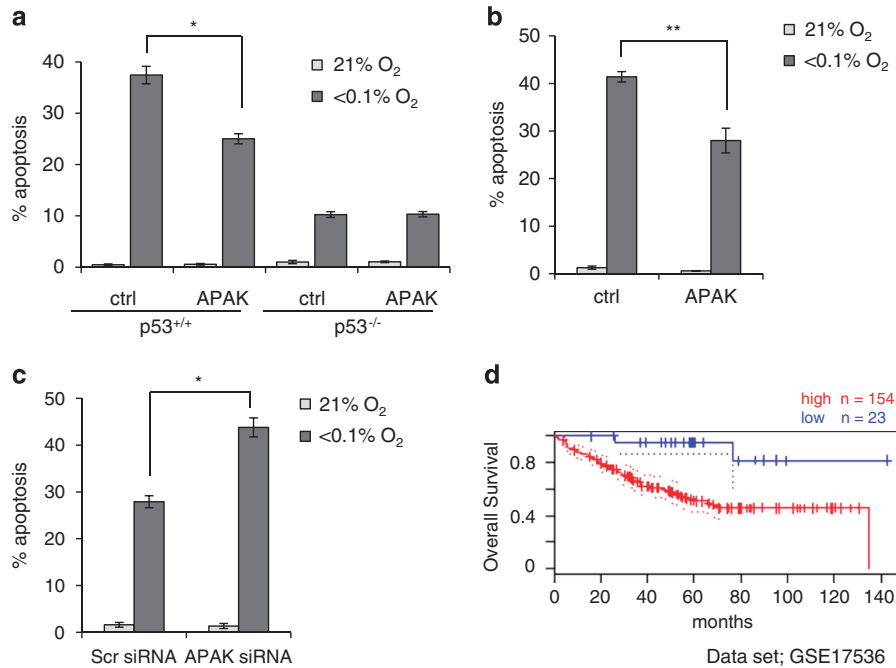 a
*
50
21% O2
<0.1% O2
40
30
20
10
0
% apoptosis
ctrl APAK ctrl APAK
p53+/+ p53-/-
b
**
50
21% O2
<0.1% O2
40
30
20
10
0
% apoptosis
ctrl APAK
c
*
50
21% O2
<0.1% O2
40
30
20
10
0
% apoptosis
Scr siRNA APAK siRNA
d
high n = 154
low n = 23
0.8
0.4
0
Overall Survival
0 20 40 60 80 100 120 140
months
Data set; GSE17536